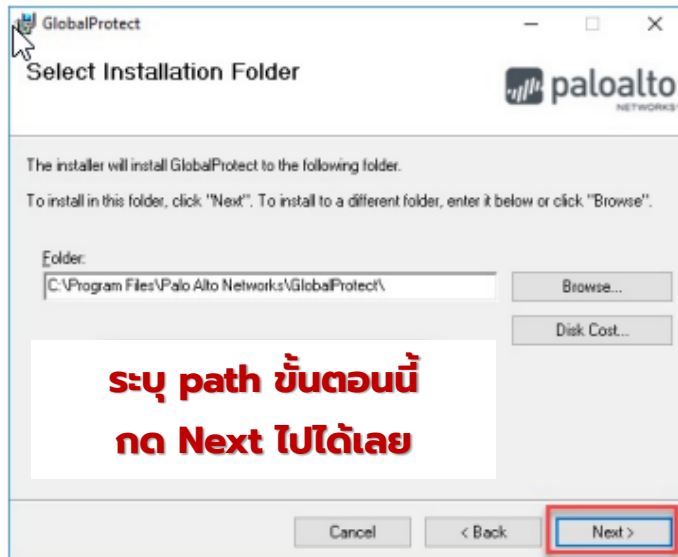 GlobalProtect
Select Installation Folder
paloalto
NETWORKS
The installer will install GlobalProtect to the following folder.
To install in this folder, click "Next". To install to a different folder, enter it below or click "Browse".
Folder:
C:\Program Files\Palo Alto Networks\GlobalProtect\
Browse...
Disk Cost...
ระบุ path ขั้นตอนนี้
กด Next ไปได้เลย
Cancel
< Back
Next >